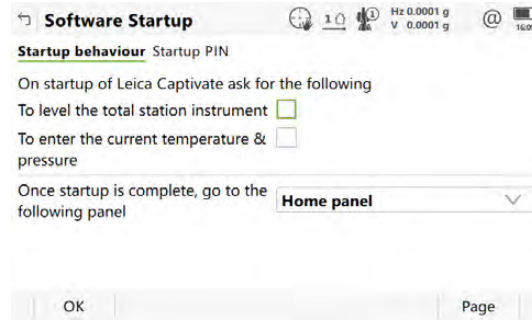 Software Startup
1
1
Hz 0.0001 g
V 0.0001 g
@
Startup behaviour Startup PIN
On startup of Leica Captivate ask for the following
To level the total station instrument
To enter the current temperature &
pressure
Once startup is complete, go to the
following panel
Home panel
OK
Page